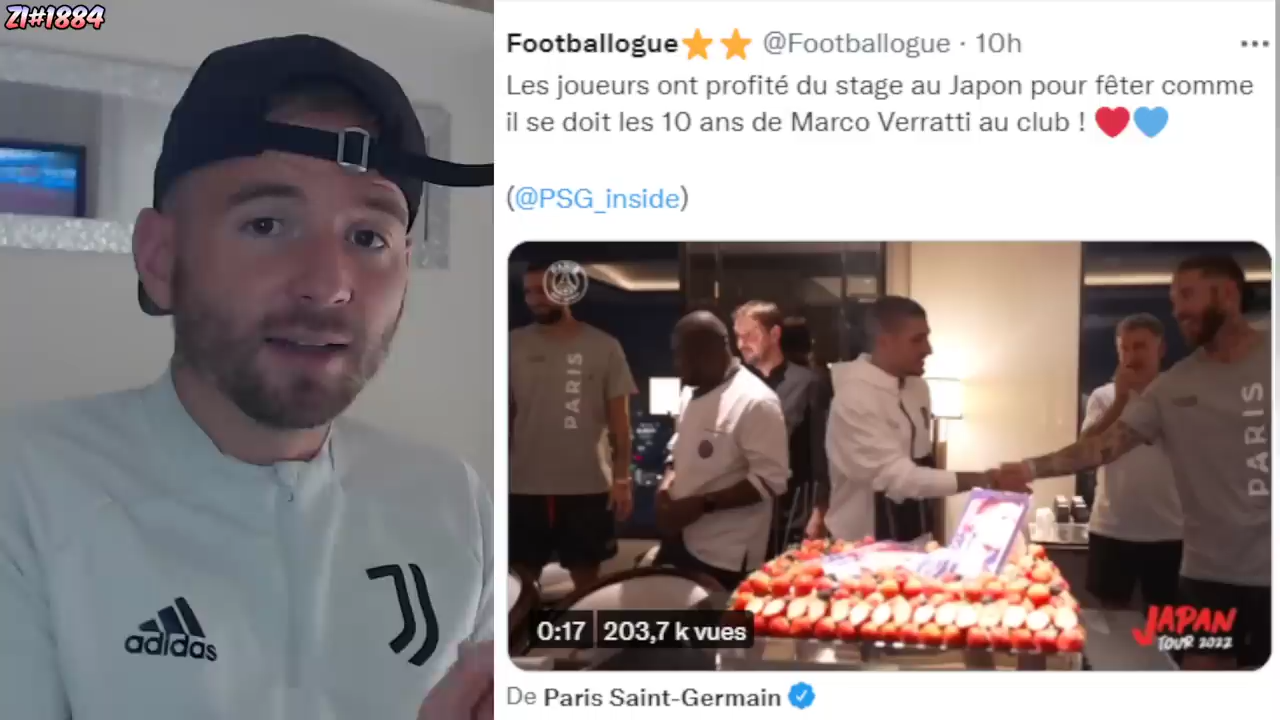 ZI#1884
Footballogue @Footballogue · 10h
Les joueurs ont profité du stage au Japon pour fêter comme
il se doit les 10 ans de Marco Verratti au club !
(@PSG_inside)
PARIS
PARIS
adidas
0:17 203,7 k vues
JAPAN
TOUR 2022
De Paris Saint-Germain